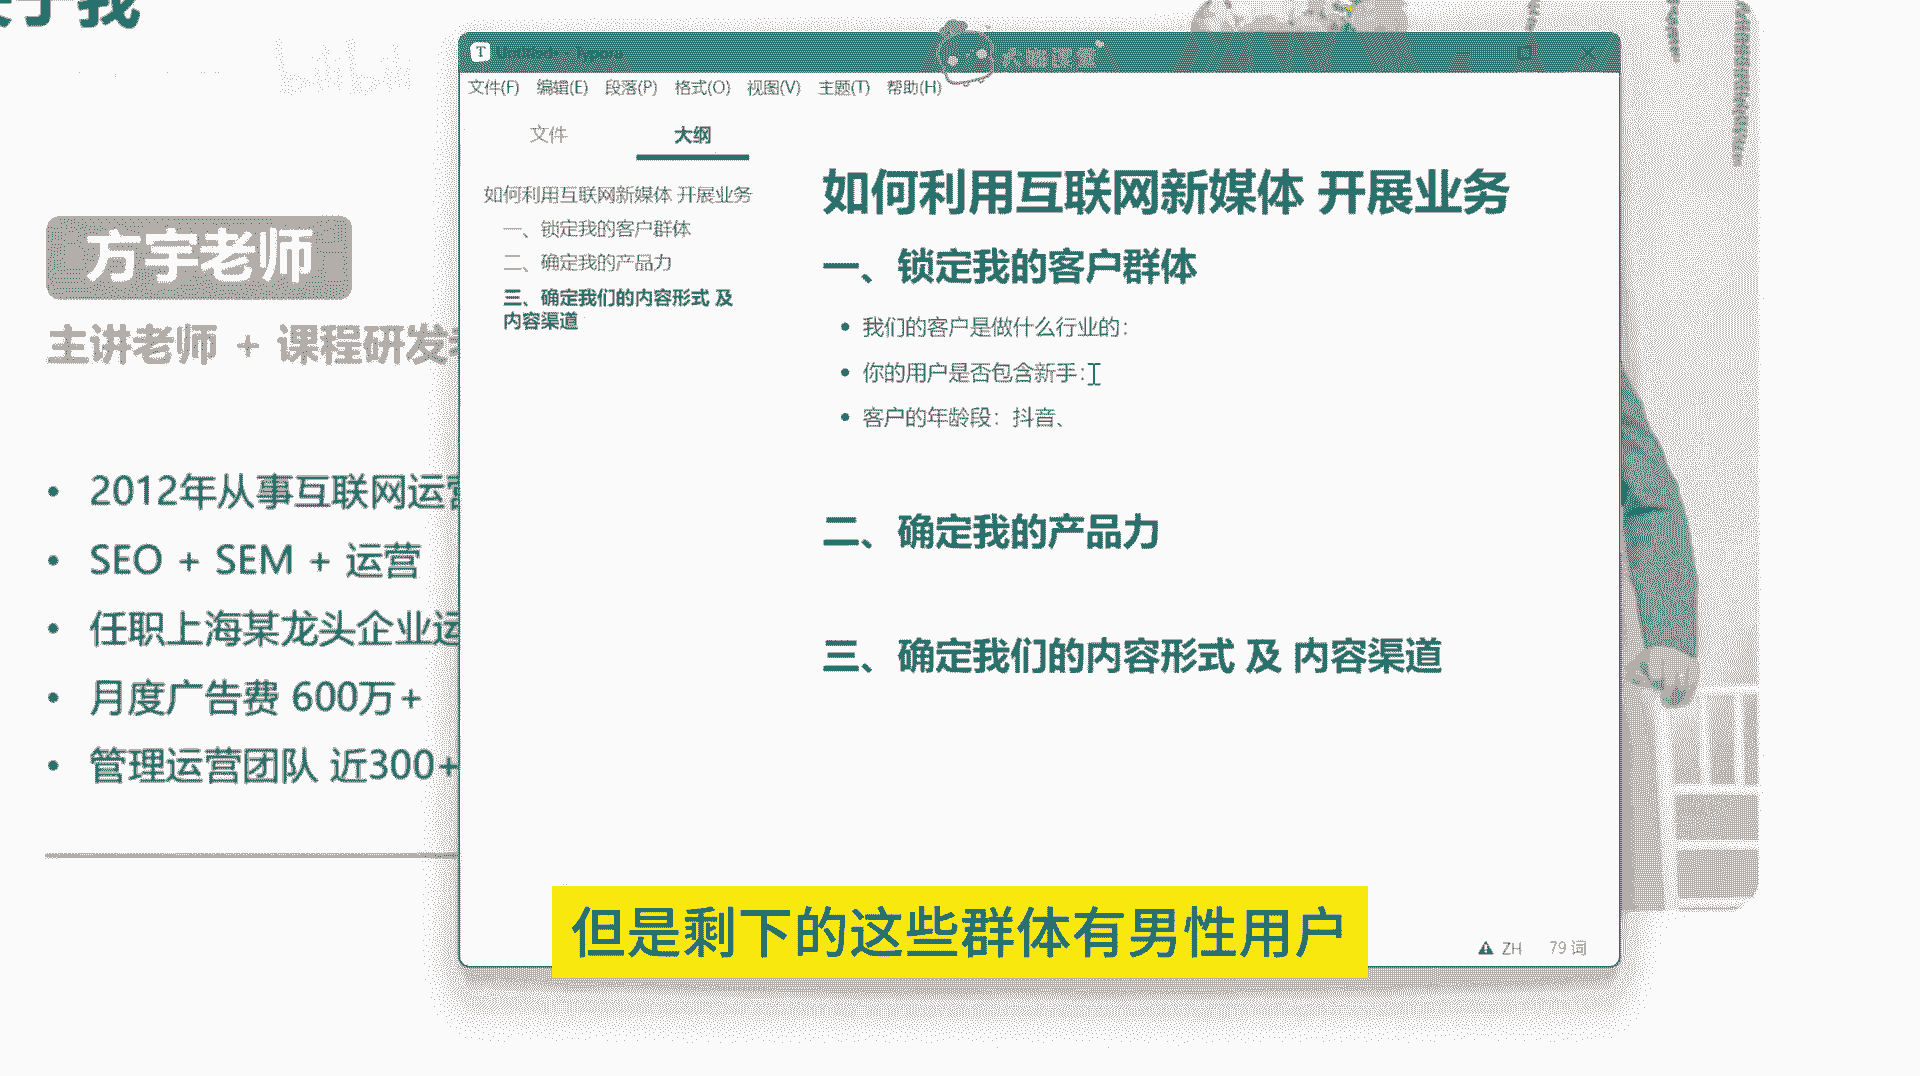 于我
bilibili
方宇老师
主讲老师 + 课程研发
2012年从事互联网运营
SEO + SEM + 运营
任职上海某龙头企业运
月度广告费 600万+
管理运营团队 近300+
T Untitled - Typora
文件(F) 编辑(E) 段落(P) 格式(O) 视图(V) 主题(T) 帮助(H)
文件 大纲
如何利用互联网新媒体 开展业务
一、锁定我的客户群体
二、确定我的产品力
三、确定我们的内容形式 及
内容渠道
如何利用互联网新媒体 开展业务
一、锁定我的客户群体
我们的客户是做什么行业的：
你的用户是否包含新手：
客户的年龄段：抖音、
二、确定我的产品力
三、确定我们的内容形式 及 内容渠道
ZH 79 词
但是剩下的这些群体有男性用户